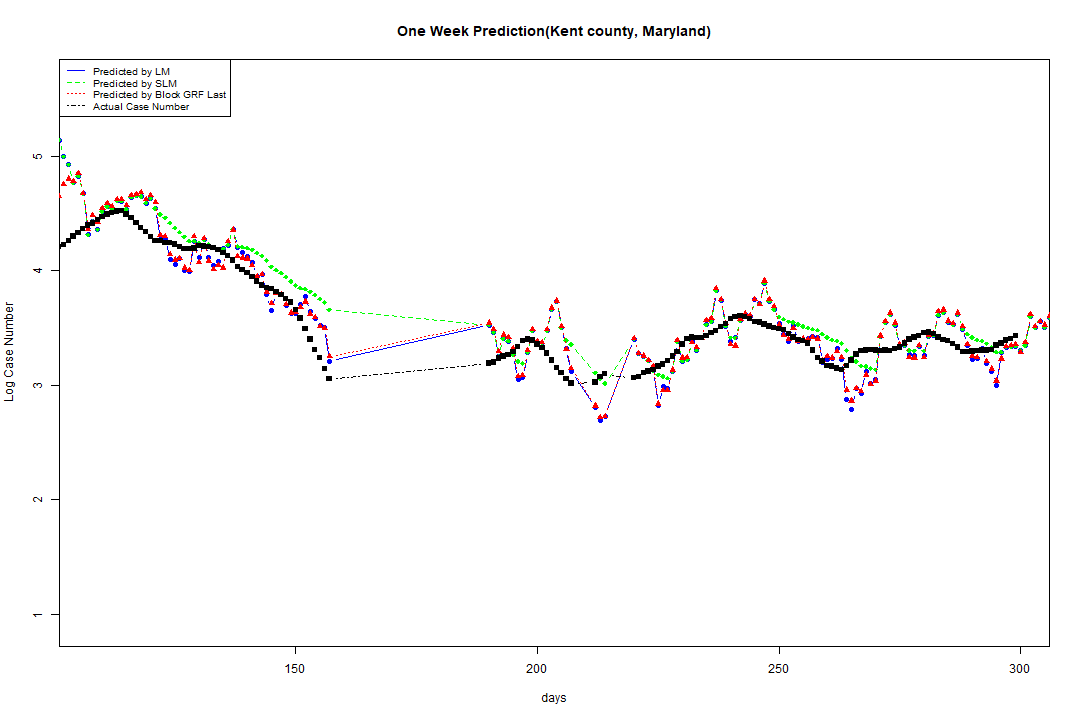 One Week Prediction(Kent county, Maryland)
Predicted by LM
Predicted by SLM
Predicted by Block GRF Last
Actual Case Number
Log Case Number
5
4
3
2
1
150 200 250 300
days